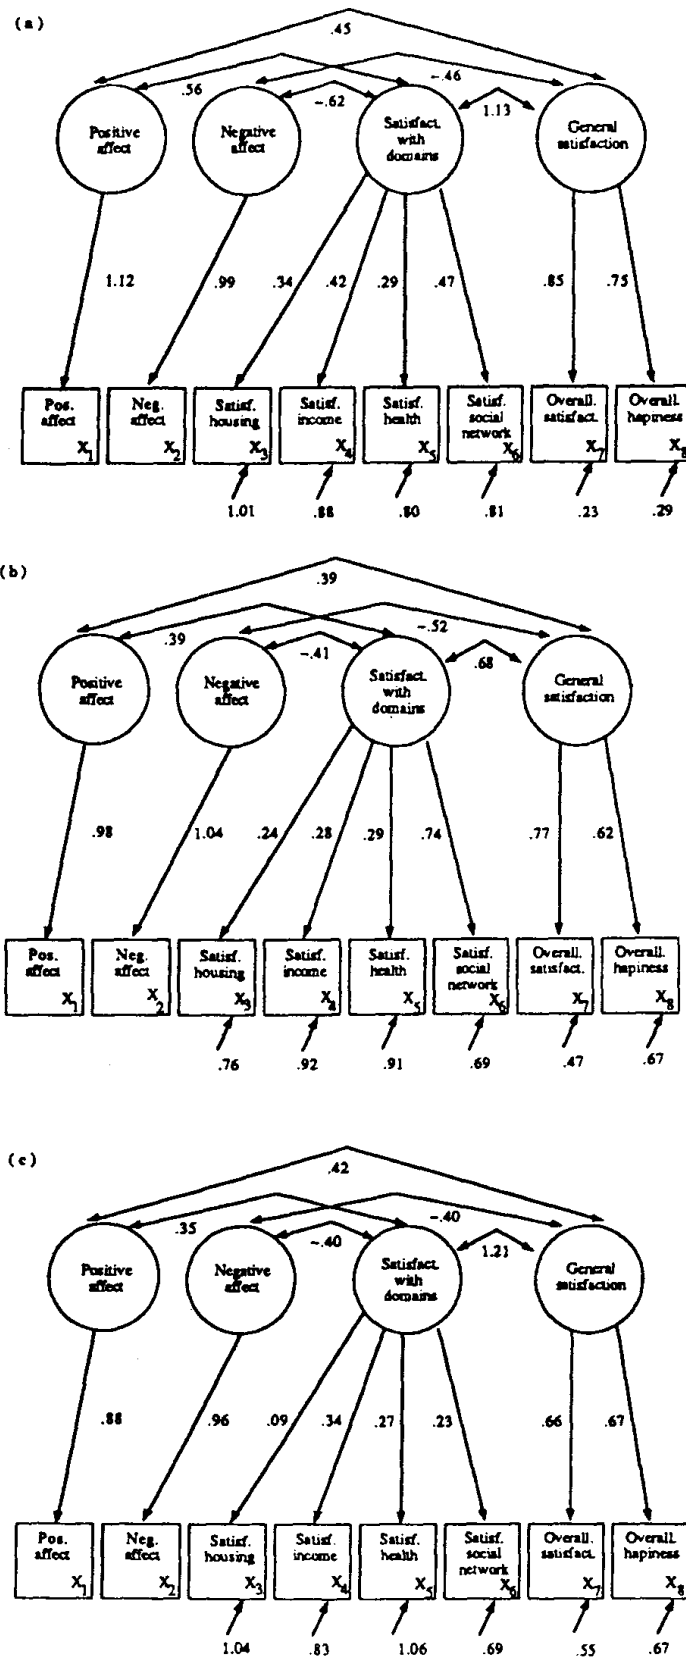 (a)
.45
.56
-.62
-.46
1.13
Positive
affect
Negative
affect
Satisfact.
with
domains
General
satisfaction
1.12
.99
.34
.42
.29
.47
.85
.75
Pos.
affect
X1
Neg.
affect
X2
Satisf.
housing
X3
Satisf.
income
X4
Satisf.
health
X5
Satisf.
social
network
X6
Overall.
satisfact.
X7
Overall.
hapiness
X8
1.01
.88
.80
.81
.23
.29
(b)
.39
.39
-.41
-.52
.68
Positive
affect
Negative
affect
Satisfact.
with
domains
General
satisfaction
.98
1.04
.24
.28
.29
.74
.77
.62
Pos.
affect
X1
Neg.
affect
X2
Satisf.
housing
X3
Satisf.
income
X4
Satisf.
health
X5
Satisf.
social
network
X6
Overall.
satisfact.
X7
Overall.
hapiness
X8
.76
.92
.91
.69
.47
.67
(c)
.42
.35
-.40
-.40
1.21
Positive
affect
Negative
affect
Satisfact.
with
domains
General
satisfaction
.88
.96
.09
.34
.27
.23
.66
.67
Pos.
affect
X1
Neg.
affect
X2
Satisf.
housing
X3
Satisf.
income
X4
Satisf.
health
X5
Satisf.
social
network
X6
Overall.
satisfact.
X7
Overall.
hapiness
X8
1.04
.83
1.06
.69
.55
.67